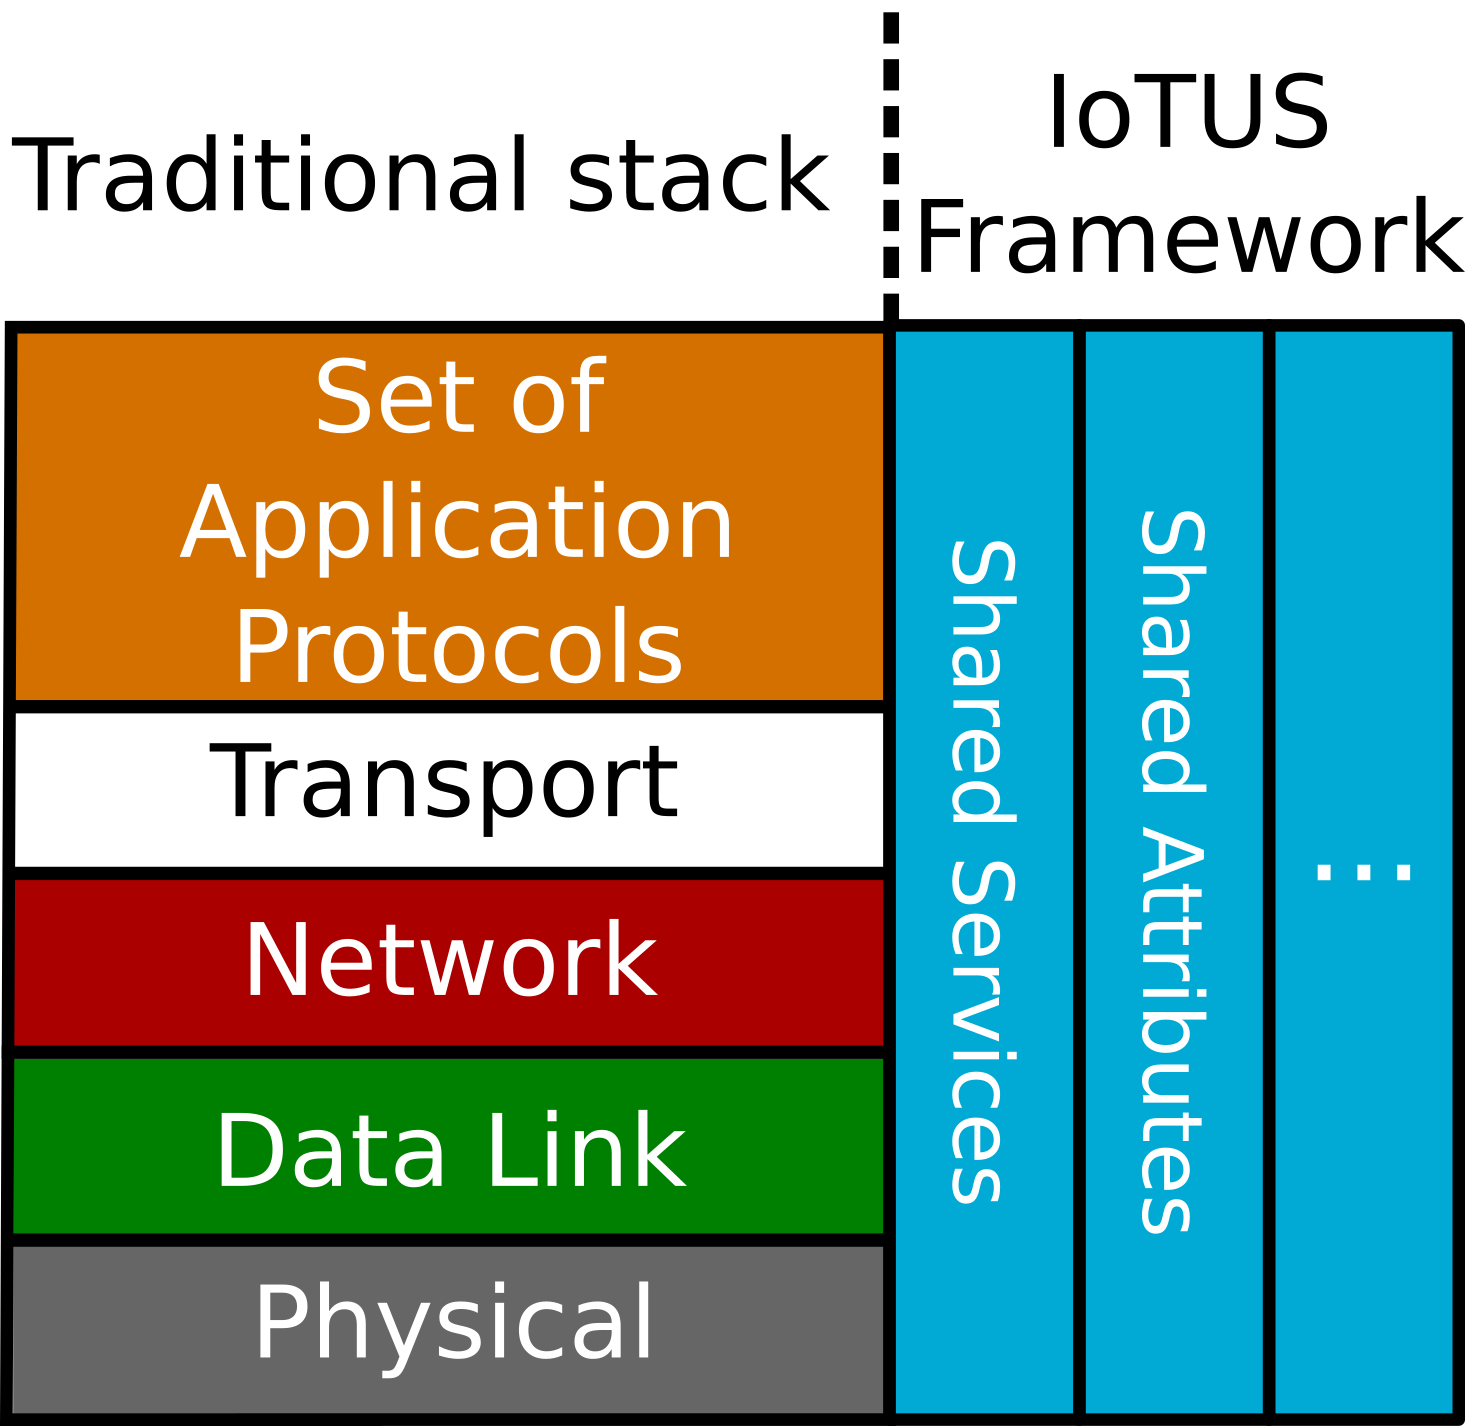 Traditional stack
IoTUS
Framework
Set of
Application
Protocols
Transport
Network
Data Link
Physical
Shared Services
Shared Attributes
...